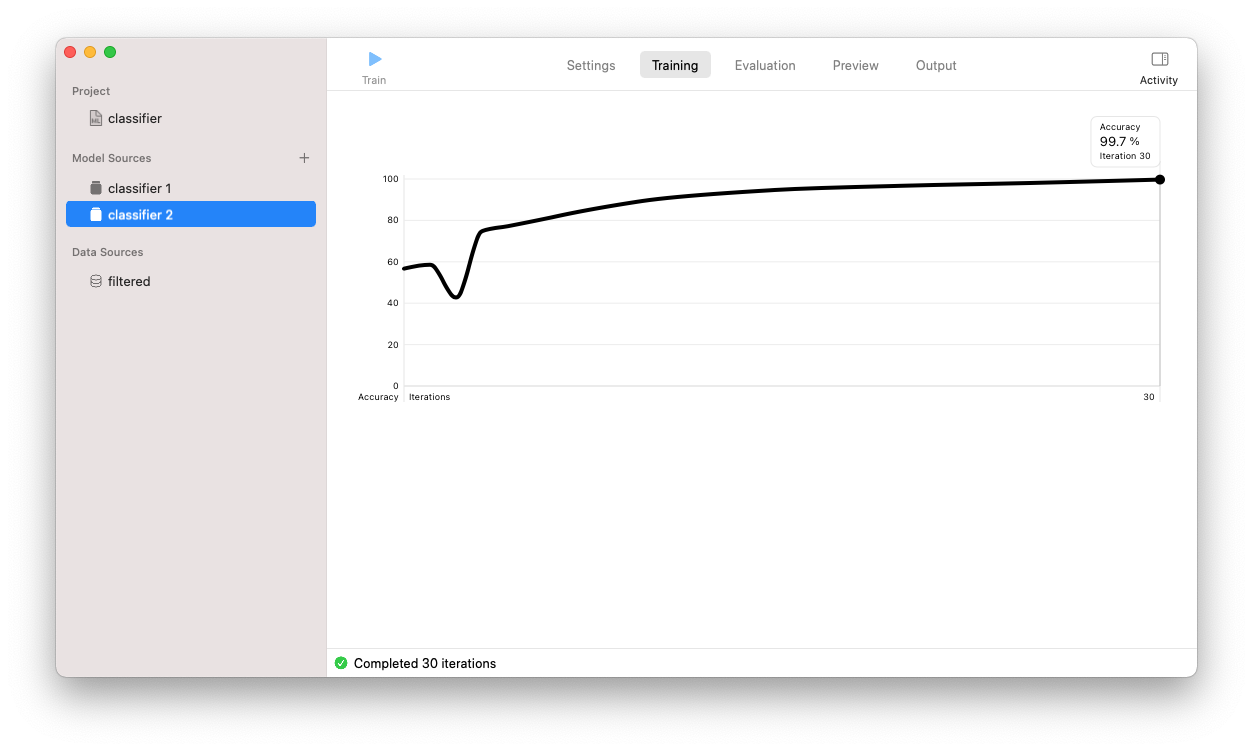 Project
classifier
Model Sources
classifier 1
classifier 2
Data Sources
filtered
Train
Settings
Training
Evaluation
Preview
Output
Activity
Accuracy
99.7 %
Iteration 30
100
80
60
40
20
0
Accuracy
Iterations
30
Completed 30 iterations